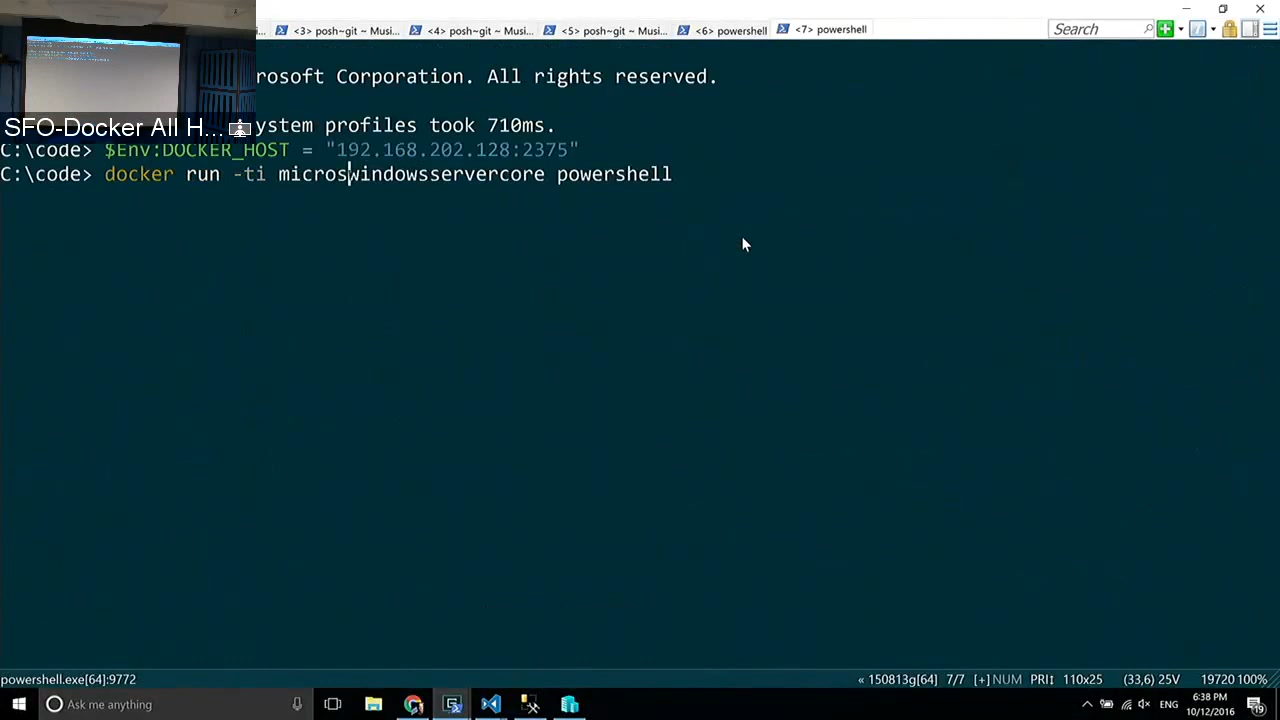 <3> posh~git ~ Musi...
<4> posh~git ~ Musi...
<5> posh~git ~ Musi...
<6> powershell
<7> powershell
Search
rosoft Corporation. All rights reserved.
SFO-Docker All H...
ystem profiles took 710ms.
C:\code> $Env:DOCKER_HOST = "192.168.202.128:2375"
C:\code> docker run -ti microswindowsservercore powershell
powershell.exe[64]:9772
« 150813g[64]
7/7
[+] NUM
PRI↕
110x25
(33,6) 25V
19720 100%
Ask me anything
ENG
6:38 PM
10/12/2016
19